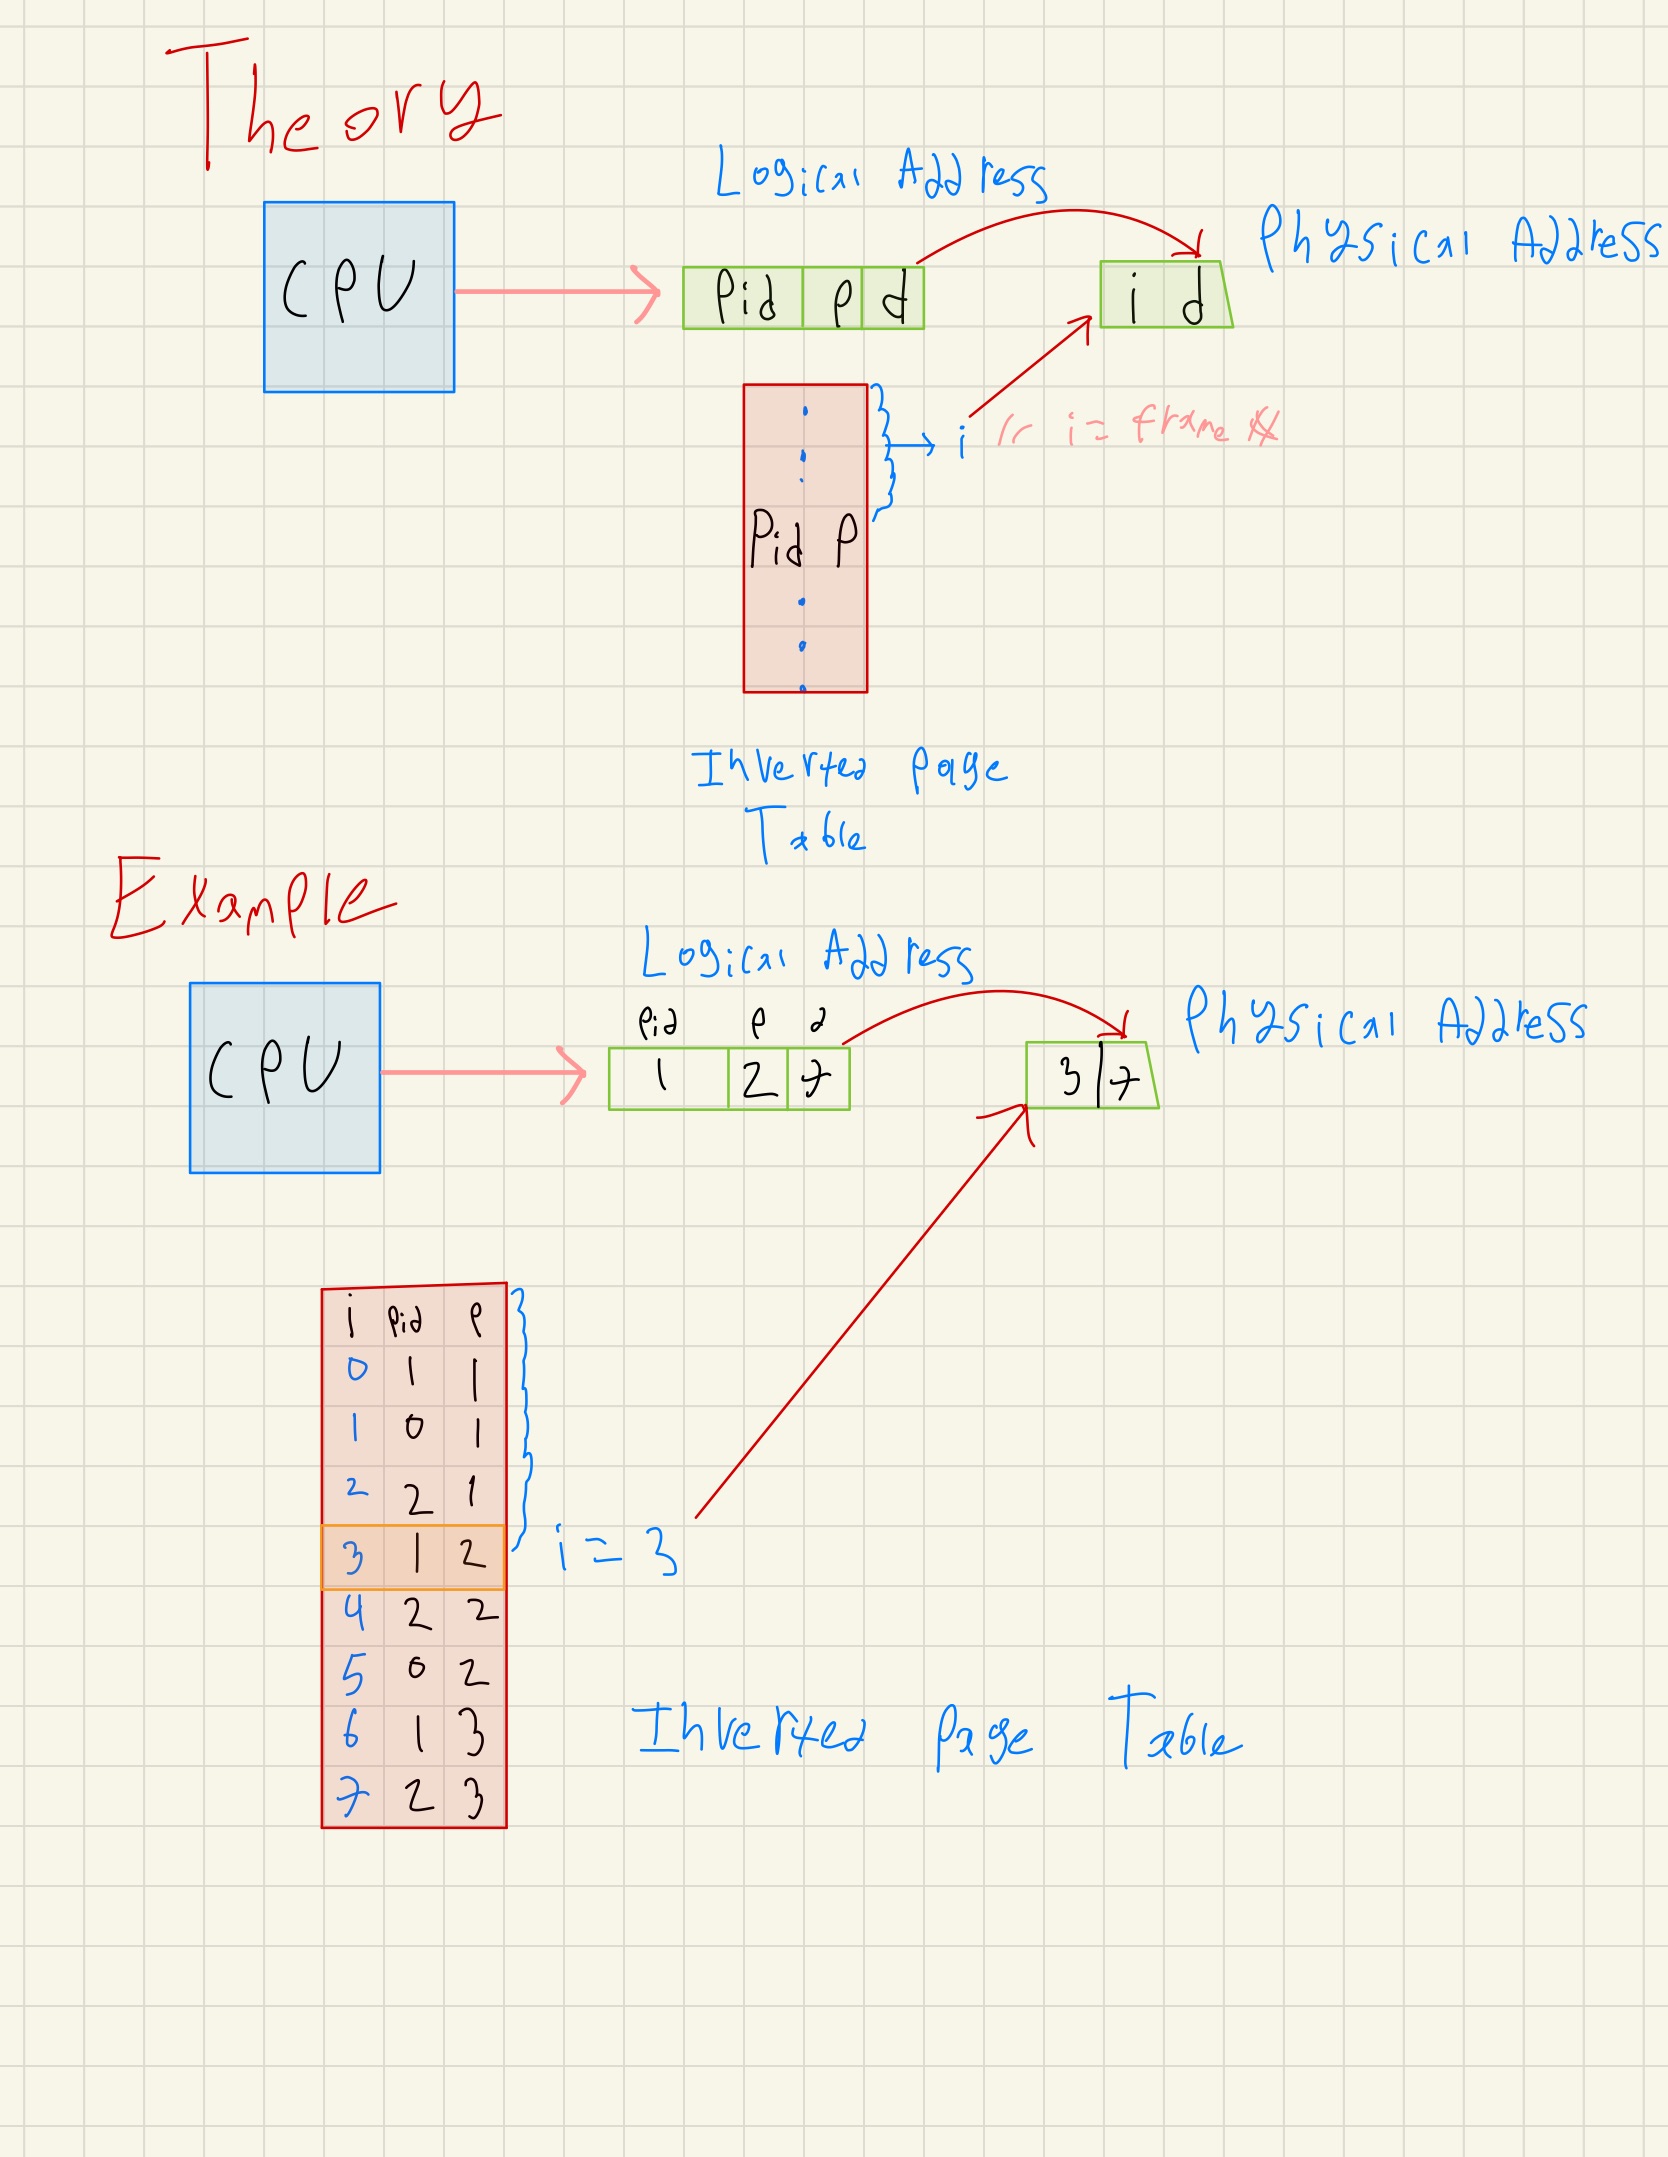 Theory
Logical Address
Physical Address
CPU
Pid p d
i d
i // i = frame #
Pid P
Inverted Page
Table
Example
Logical Address
Physical Address
Pid P d
CPU
1 2 7
3|7
i Pid P
0 1 1
1 0 1
2 2 1
3 1 2 i = 3
4 2 2
5 0 2
6 1 3
7 2 3
Inverted Page Table